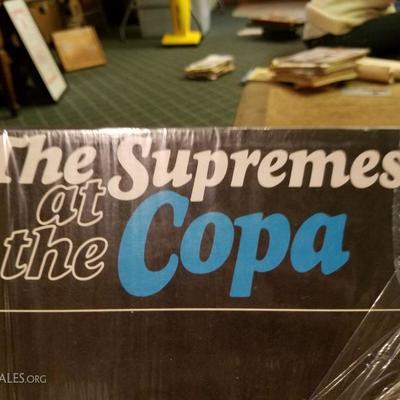 The Supremes
at
the Copa
ALES.ORG